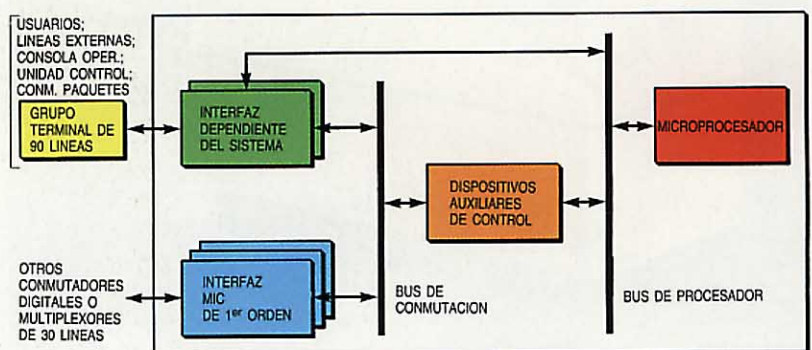 USUARIOS;
LINEAS EXTERNAS;
CONSOLA OPER.;
UNIDAD CONTROL;
CONM. PAQUETES
GRUPO
TERMINAL DE
90 LINEAS
INTERFAZ
DEPENDIENTE
DEL SISTEMA
MICROPROCESADOR
DISPOSITIVOS
AUXILIARES
DE CONTROL
OTROS
CONMUTADORES
DIGITALES O
MULTIPLEXORES
DE 30 LINEAS
INTERFAZ
MIC
DE 1er ORDEN
BUS DE
CONMUTACION
BUS DE PROCESADOR